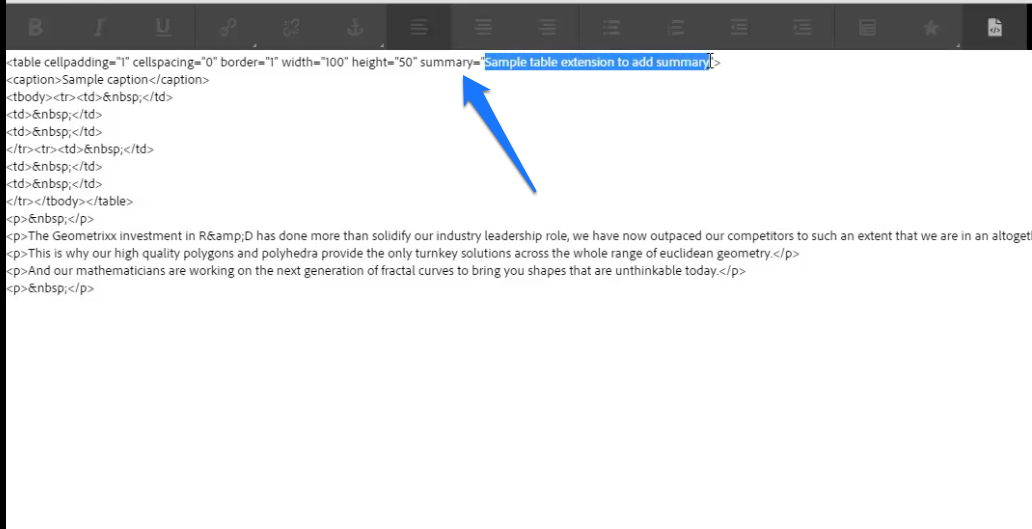 B I U
<table cellpadding="1" cellspacing="0" border="1" width="100" height="50" summary="Sample table extension to add summary">
<caption>Sample caption</caption>
<tbody><tr><td>&nbsp;</td>
<td>&nbsp;</td>
<td>&nbsp;</td>
</tr><tr><td>&nbsp;</td>
<td>&nbsp;</td>
<td>&nbsp;</td>
</tr></tbody></table>
<p>&nbsp;</p>
<p>The Geometrixx investment in R&amp;D has done more than solidify our industry leadership role, we have now outpaced our competitors to such an extent that we are in an altoget
<p>This is why our high quality polygons and polyhedra provide the only turnkey solutions across the whole range of euclidean geometry.</p>
<p>And our mathematicians are working on the next generation of fractal curves to bring you shapes that are unthinkable today.</p>
<p>&nbsp;</p>